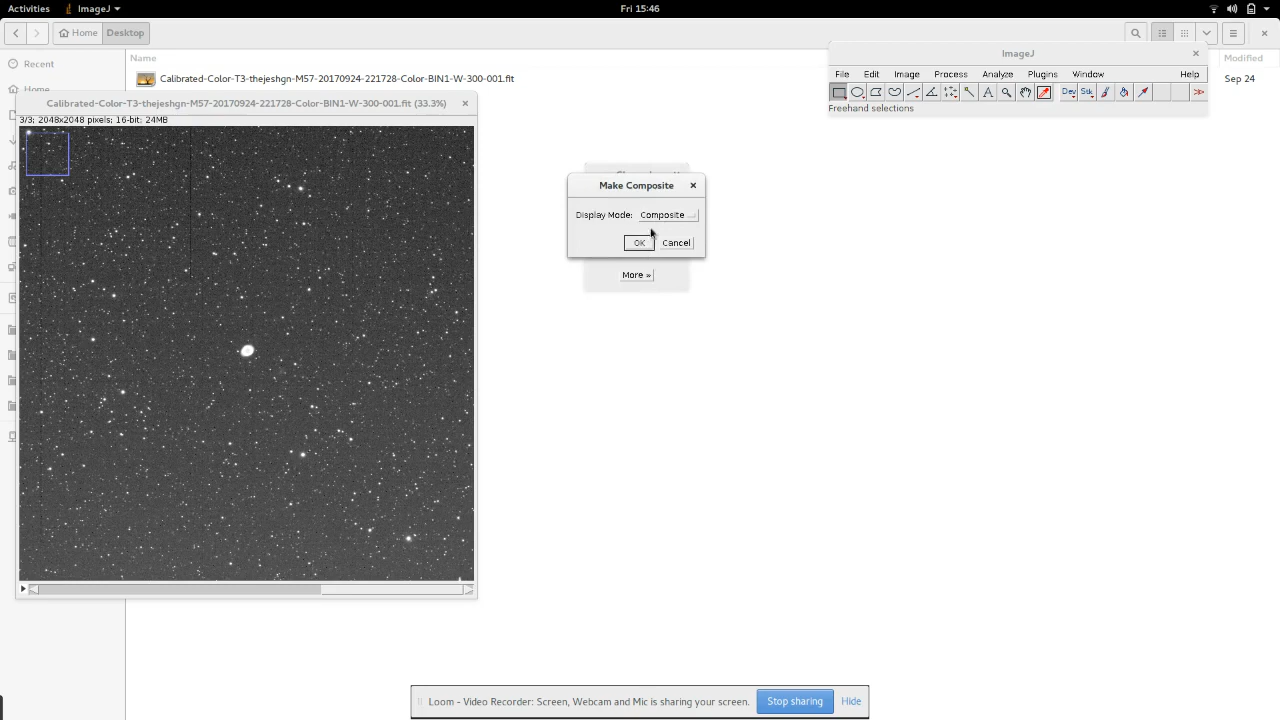 Activities ImageJ Fri 15:46
Home Desktop
Recent
Home
Name Modified
Calibrated-Color-T3-thejeshgn-M57-20170924-221728-Color-BIN1-W-300-001.fit Sep 24
Calibrated-Color-T3-thejeshgn-M57-20170924-221728-Color-BIN1-W-300-001.fit (33.3%)
3/3; 2048x2048 pixels; 16-bit; 24MB
ImageJ
File Edit Image Process Analyze Plugins Window Help
A Dev Stk >>
Freehand selections
Make Composite
Display Mode: Composite
OK Cancel
More »
Loom - Video Recorder: Screen, Webcam and Mic is sharing your screen. Stop sharing Hide